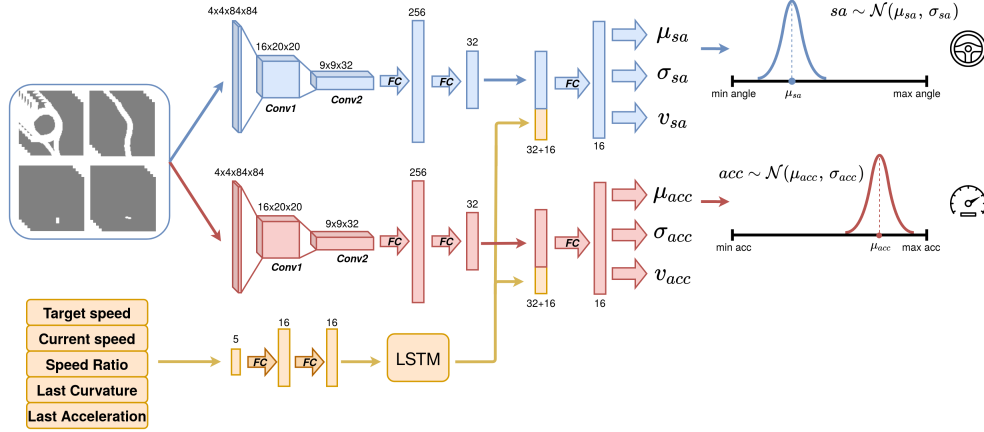 4x4x84x84
16x20x20
Conv1
9x9x32
Conv2
FC
256
FC
32
32+16
FC
16
μsa
σsa
vsa
sa ∼ N(μsa, σsa)
min angle
μsa
max angle
4x4x84x84
16x20x20
Conv1
9x9x32
Conv2
FC
256
FC
32
32+16
FC
16
μacc
σacc
vacc
acc ∼ N(μacc, σacc)
min acc
μacc
max acc
Target speed
Current speed
Speed Ratio
Last Curvature
Last Acceleration
5
FC
16
FC
16
LSTM